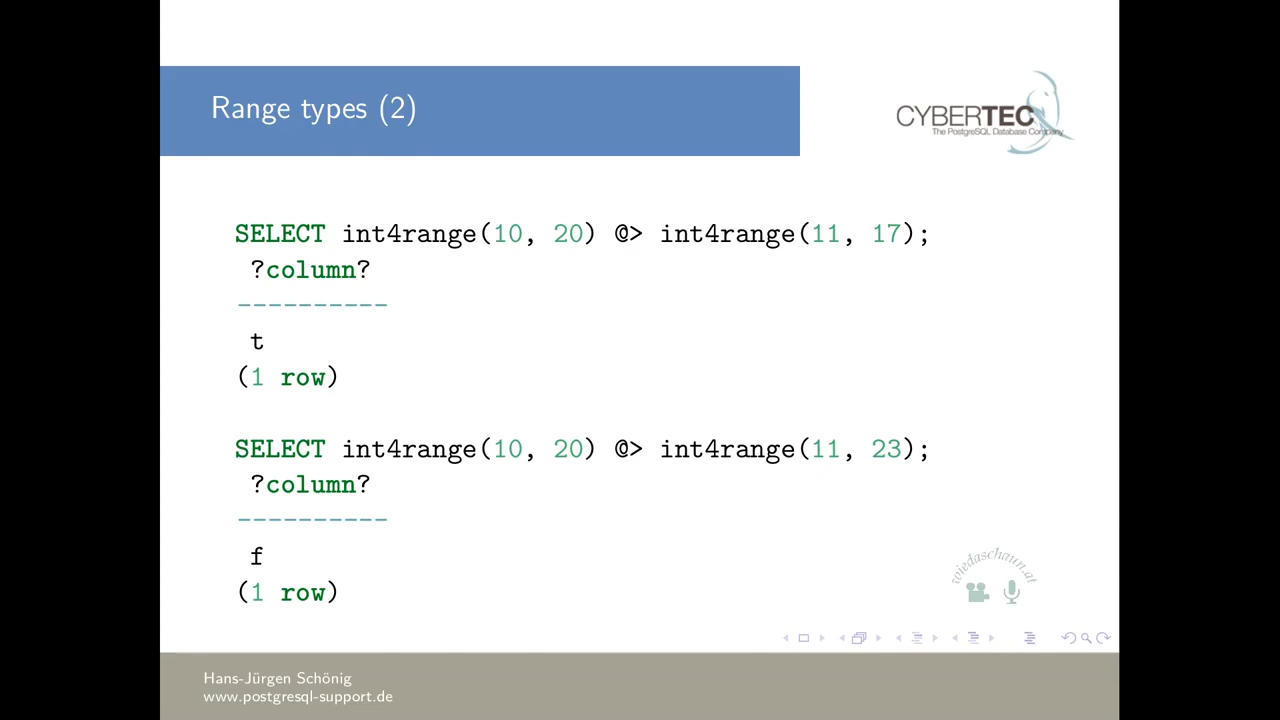 Range types (2)
CYBERTEC
The PostgreSQL Database Company
SELECT int4range(10, 20) @> int4range(11, 17);
?column?
----------
t
(1 row)
SELECT int4range(10, 20) @> int4range(11, 23);
?column?
----------
f
(1 row)
wiedaschaun.at
Hans-Jürgen Schönig
www.postgresql-support.de